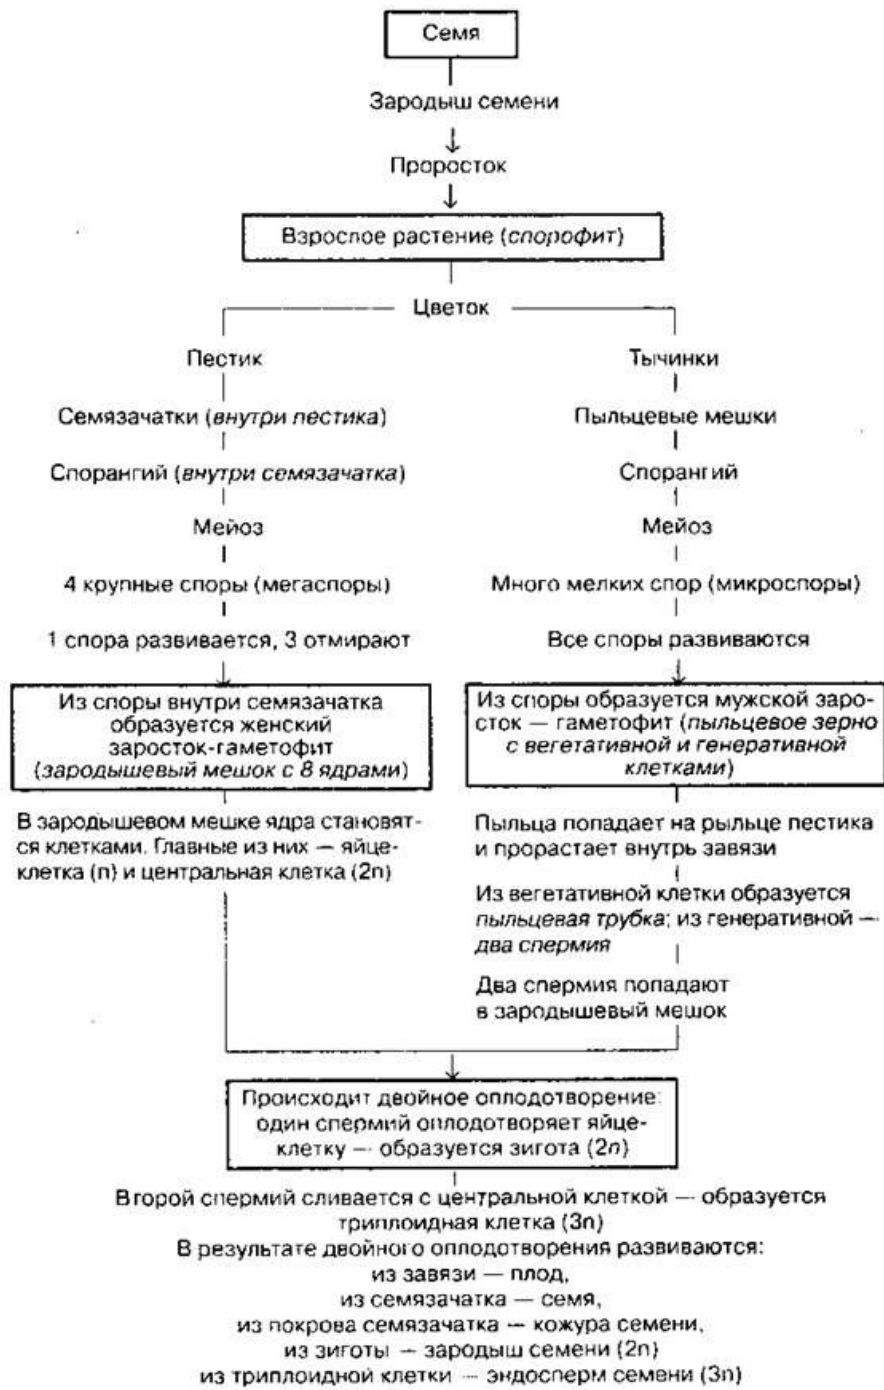 Семя
Зародыш семени
Проросток
Взрослое растение (спорофит)
Цветок
Пестик
Семязачатки (внутри пестика)
Спорангий (внутри семязачатка)
Мейоз
4 крупные споры (мегаспоры)
1 спора развивается, 3 отмирают
Из споры внутри семязачатка
образуется женский
заросток-гаметофит
(зародышевый мешок с 8 ядрами)
В зародышевом мешке ядра становят-
ся клетками. Главные из них — яйце-
клетка (n) и центральная клетка (2n)
Тычинки
Пыльцевые мешки
Спорангий
Мейоз
Много мелких спор (микроспоры)
Все споры развиваются
Из споры образуется мужской заро-
сток — гаметофит (пыльцевое зерно
с вегетативной и генеративной
клетками)
Пыльца попадает на рыльце пестика
и прорастает внутрь завязи
Из вегетативной клетки образуется
пыльцевая трубка; из генеративной —
два спермия
Два спермия попадают
в зародышевый мешок
Происходит двойное оплодотворение:
один спермий оплодотворяет яйце-
клетку — образуется зигота (2n)
Второй спермий сливается с центральной клеткой — образуется
триплоидная клетка (3n)
В результате двойного оплодотворения развиваются:
из завязи — плод,
из семязачатка — семя,
из покрова семязачатка — кожура семени,
из зиготы — зародыш семени (2n)
из триплоидной клетки — эндосперм семени (3n)